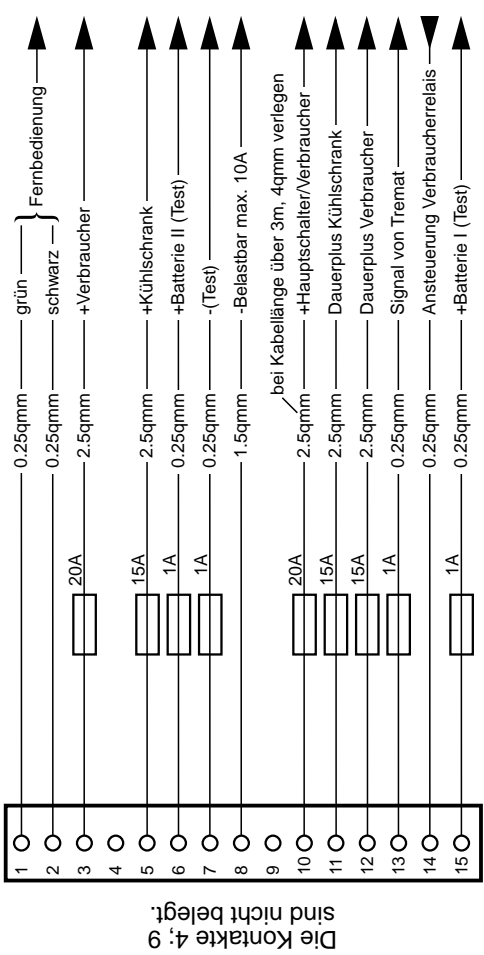 1 0.25qmm grün
Fernbedienung
2 0.25qmm schwarz
3 20A 2.5qmm +Verbraucher
4
5 15A 2.5qmm +Kühlschrank
6 1A 0.25qmm +Batterie II (Test)
7 1A 0.25qmm -(Test)
8 1.5qmm -Belastbar max. 10A
9
bei Kabellänge über 3m, 4qmm verlegen
10 20A 2.5qmm +Hauptschalter/Verbraucher
11 15A 2.5qmm Dauerplus Kühlschrank
12 15A 2.5qmm Dauerplus Verbraucher
13 1A 0.25qmm Signal von Tremat
14 0.25qmm Ansteuerung Verbraucherrelais
15 1A 0.25qmm +Batterie I (Test)
Die Kontakte 4; 9
sind nicht belegt.